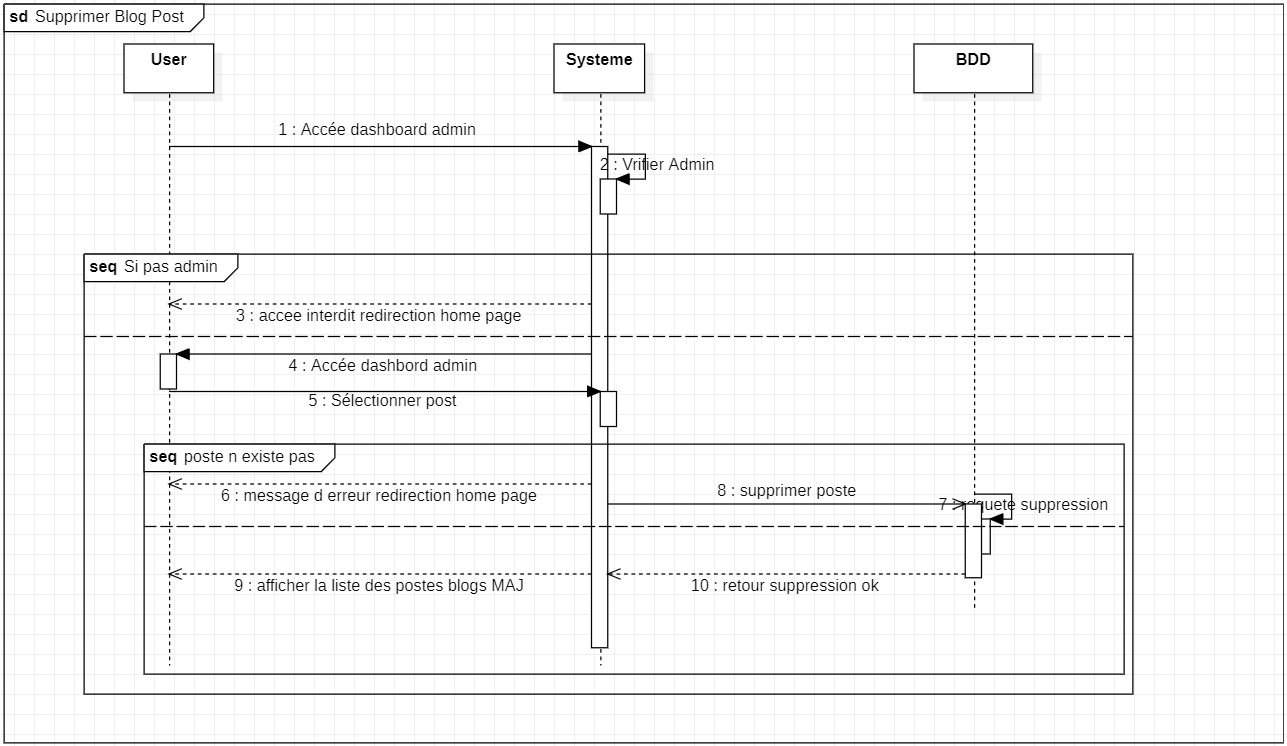 sd Supprimer Blog Post
User
Systeme
BDD
1 : Accée dashboard admin
2 : Vrifier Admin
seq Si pas admin
3 : accee interdit redirection home page
4 : Accée dashbord admin
5 : Sélectionner post
seq poste n existe pas
6 : message d erreur redirection home page
8 : supprimer poste
7 : requete suppression
9 : afficher la liste des postes blogs MAJ
10 : retour suppression ok